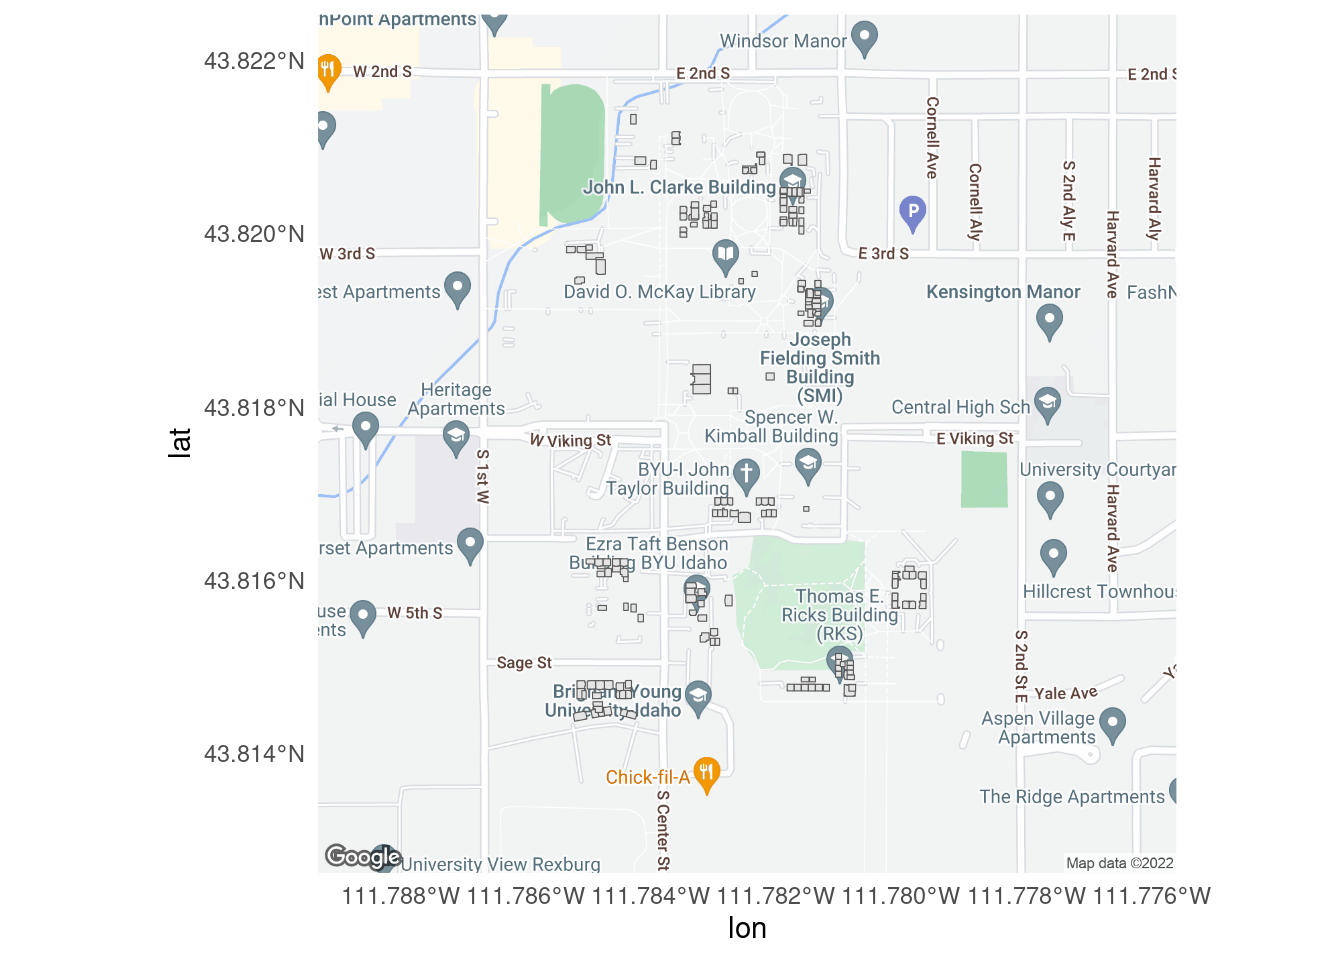 nPoint Apartments
Windsor Manor
43.822°N
W 2nd S
E 2nd S
E 2nd S
Cornell Ave
Cornell Aly
S 2nd Aly E
Harvard Aly
John L. Clarke Building
P
43.820°N
W 3rd S
E 3rd S
Harvard Ave
est Apartments
David O. McKay Library
Kensington Manor
FashN
Joseph
Fielding Smith
Building
(SMI)
ial House
Heritage
Apartments
43.818°N
Central High Sch
Spencer W.
Kimball Building
W Viking St
E Viking St
lat
S 1st W
BYU-I John
Taylor Building
University Courtyar
Harvard Ave
rset Apartments
Ezra Taft Benson
Building BYU Idaho
43.816°N
Thomas E.
Ricks Building
(RKS)
Hillcrest Townhou
use
nts
W 5th S
S 2nd St E
Sage St
Brigham Young
University, Idaho
Yale Ave
Ya
Aspen Village
Apartments
43.814°N
Chick-fil-A
S Center St
The Ridge Apartments
Google
University View Rexburg
Map data ©2022
111.788°W 111.786°W 111.784°W 111.782°W 111.780°W 111.778°W 111.776°W
lon